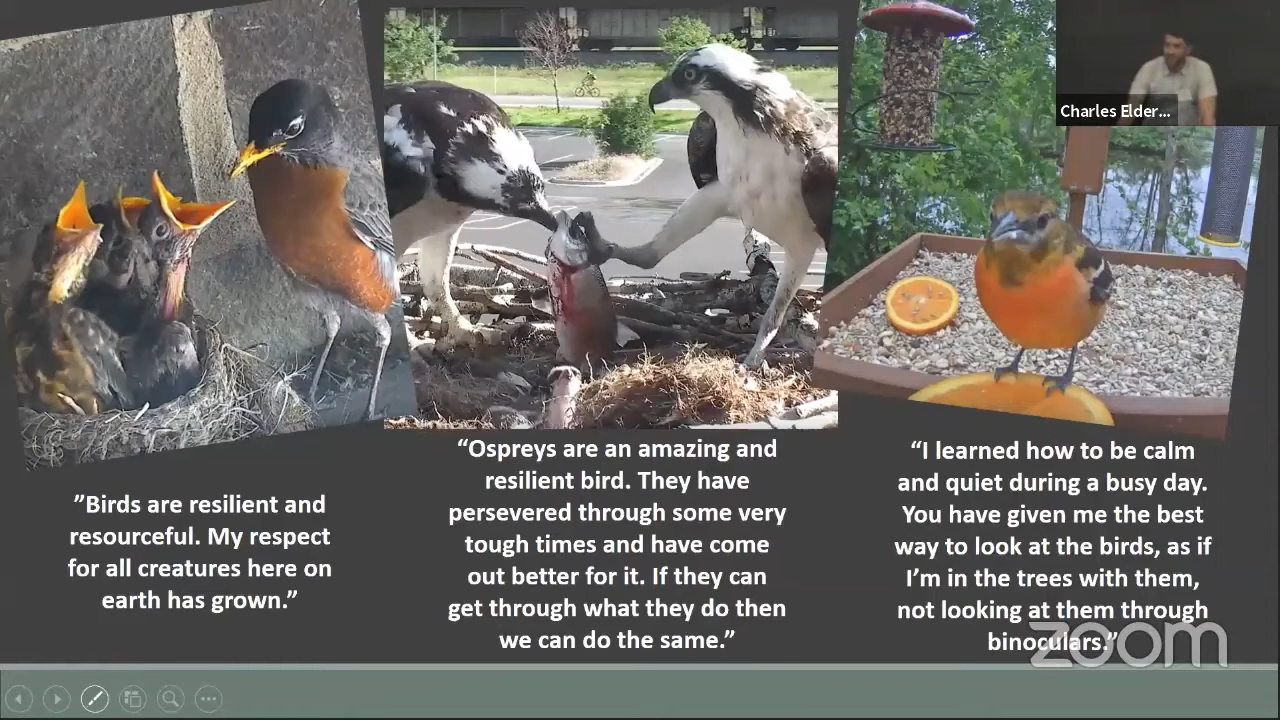 Charles Elder...
”Birds are resilient and
resourceful. My respect
for all creatures here on
earth has grown.”
“Ospreys are an amazing and
resilient bird. They have
persevered through some very
tough times and have come
out better for it. If they can
get through what they do then
we can do the same.”
“I learned how to be calm
and quiet during a busy day.
You have given me the best
way to look at the birds, as if
I’m in the trees with them,
not looking at them through
binoculars.”
zoom